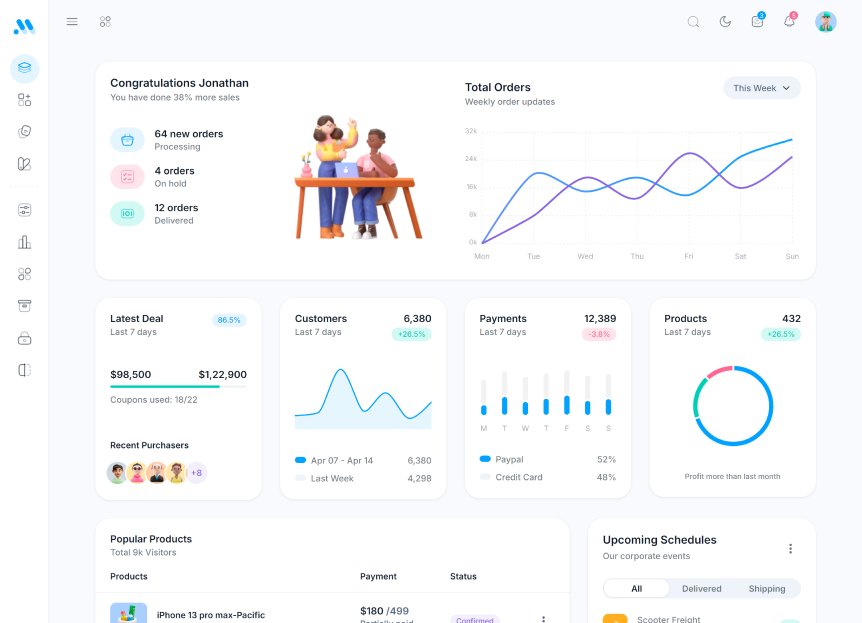 3
5
Congratulations Jonathan
You have done 38% more sales
64 new orders
Processing
4 orders
On hold
12 orders
Delivered
Total Orders
Weekly order updates
This Week
32k
24k
16k
8k
0k
Mon Tue Wed Thu Fri Sat Sun
Latest Deal 86.5%
Last 7 days
$98,500 $1,22,900
Coupons used: 18/22
Recent Purchasers
+8
Customers 6,380
Last 7 days +26.5%
Apr 07 - Apr 14 6,380
Last Week 4,298
Payments 12,389
Last 7 days -3.8%
M T W T F S S
Paypal 52%
Credit Card 48%
Products 432
Last 7 days +26.5%
Profit more than last month
Popular Products
Total 9k Visitors
Products Payment Status
iPhone 13 pro max-Pacific $180 /499
Partially paid Confirmed
Upcoming Schedules
Our corporate events
All Delivered Shipping
Scooter Freight